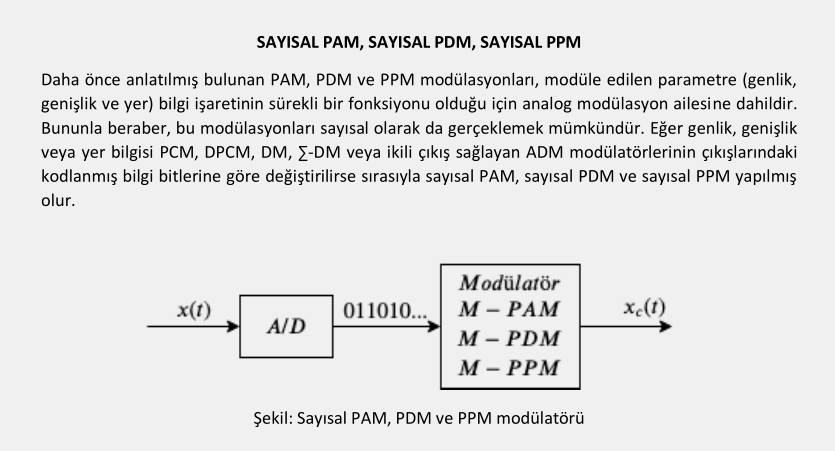 SAYISAL PAM, SAYISAL PDM, SAYISAL PPM
Daha önce anlatılmış bulunan PAM, PDM ve PPM modülasyonları, modüle edilen parametre (genlik,
genişlik ve yer) bilgi işaretinin sürekli bir fonksiyonu olduğu için analog modülasyon ailesine dahildir.
Bununla beraber, bu modülasyonları sayısal olarak da gerçeklemek mümkündür. Eğer genlik, genişlik
veya yer bilgisi PCM, DPCM, DM, ∑-DM veya ikili çıkış sağlayan ADM modülatörlerinin çıkışlarındaki
kodlanmış bilgi bitlerine göre değiştirilirse sırasıyla sayısal PAM, sayısal PDM ve sayısal PPM yapılmış
olur.
x(t)
A/D
011010...
Modülatör
M – PAM
M – PDM
M – PPM
x_c(t)
Şekil: Sayısal PAM, PDM ve PPM modülatörü